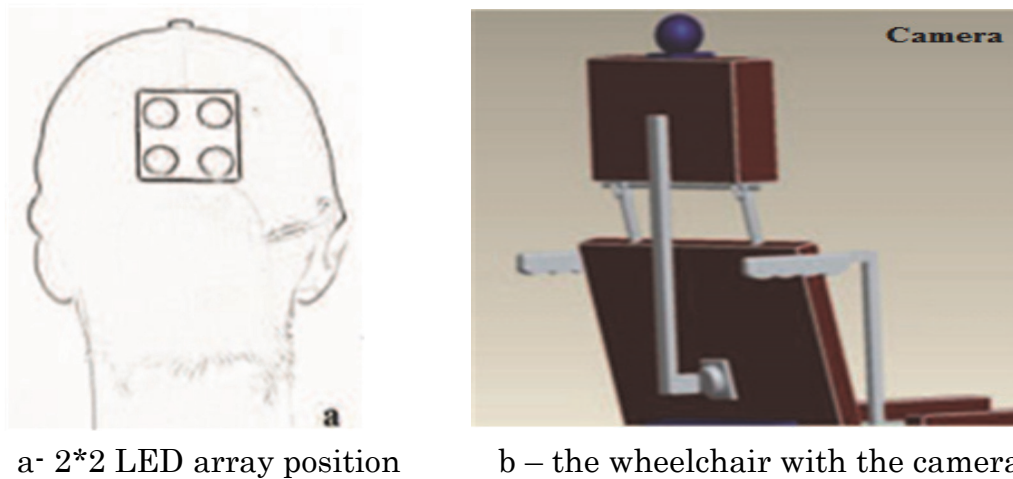 Camera
a
a- 2*2 LED array position
b – the wheelchair with the camera